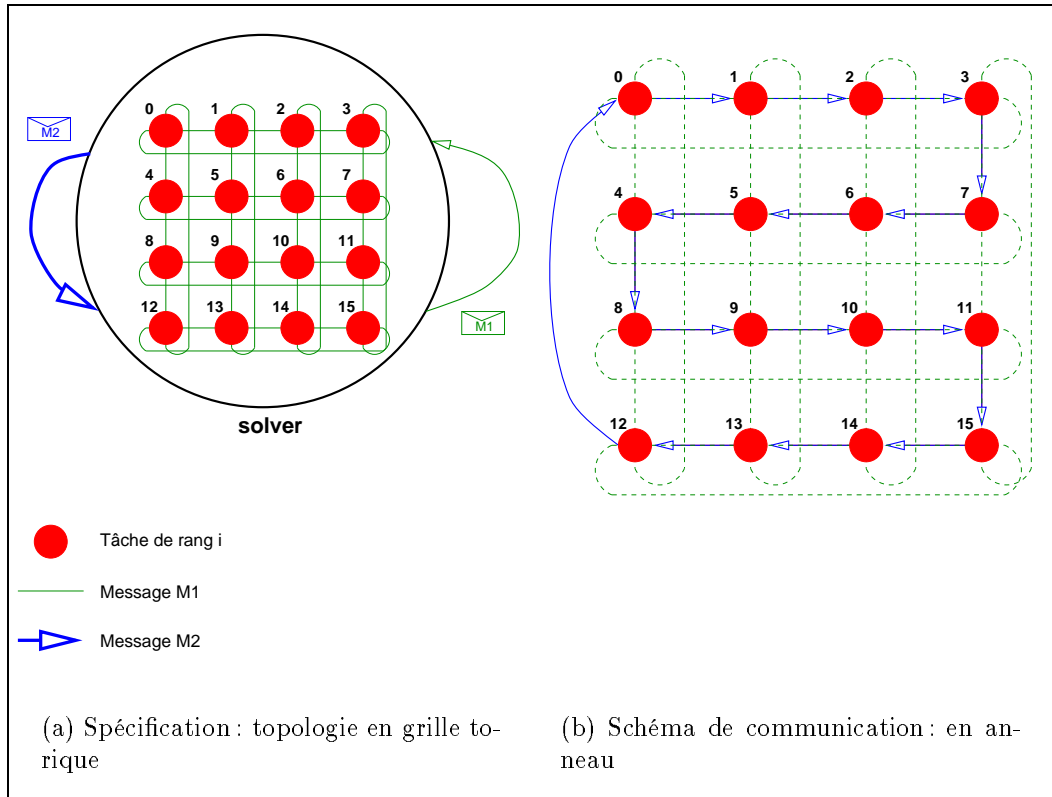 0 1 2 3
M2
4 5 6 7
8 9 10 11
12 13 14 15
M1
solver
0 1 2 3
4 5 6 7
8 9 10 11
12 13 14 15
Tâche de rang i
Message M1
Message M2
(a) Spécification : topologie en grille to-
rique
(b) Schéma de communication : en an-
neau